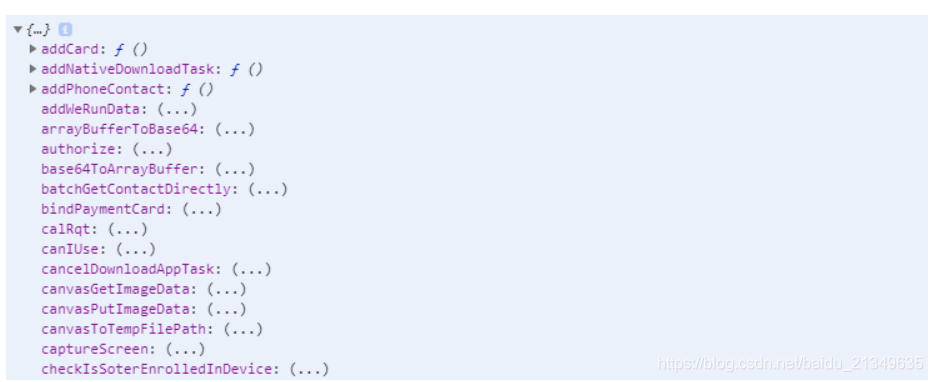 ▼{…} i
▶ addCard: ƒ ()
▶ addNativeDownloadTask: ƒ ()
▶ addPhoneContact: ƒ ()
addWeRunData: (...)
arrayBufferToBase64: (...)
authorize: (...)
base64ToArrayBuffer: (...)
batchGetContactDirectly: (...)
bindPaymentCard: (...)
calRqt: (...)
canIUse: (...)
cancelDownloadAppTask: (...)
canvasGetImageData: (...)
canvasPutImageData: (...)
canvasToTempFilePath: (...)
captureScreen: (...)
checkIsSoterEnrolledInDevice: (...)
https://blog.csdn.net/baidu_21349635